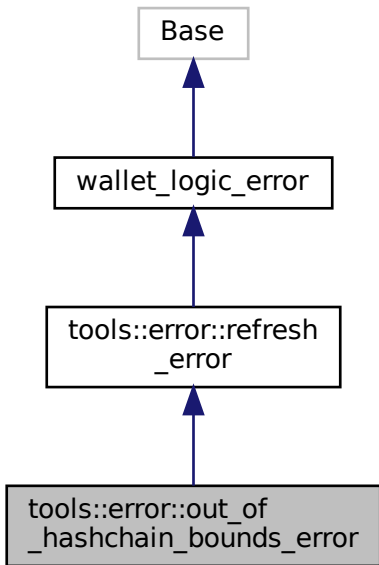 Base
wallet_logic_error
tools::error::refresh
_error
tools::error::out_of
_hashchain_bounds_error